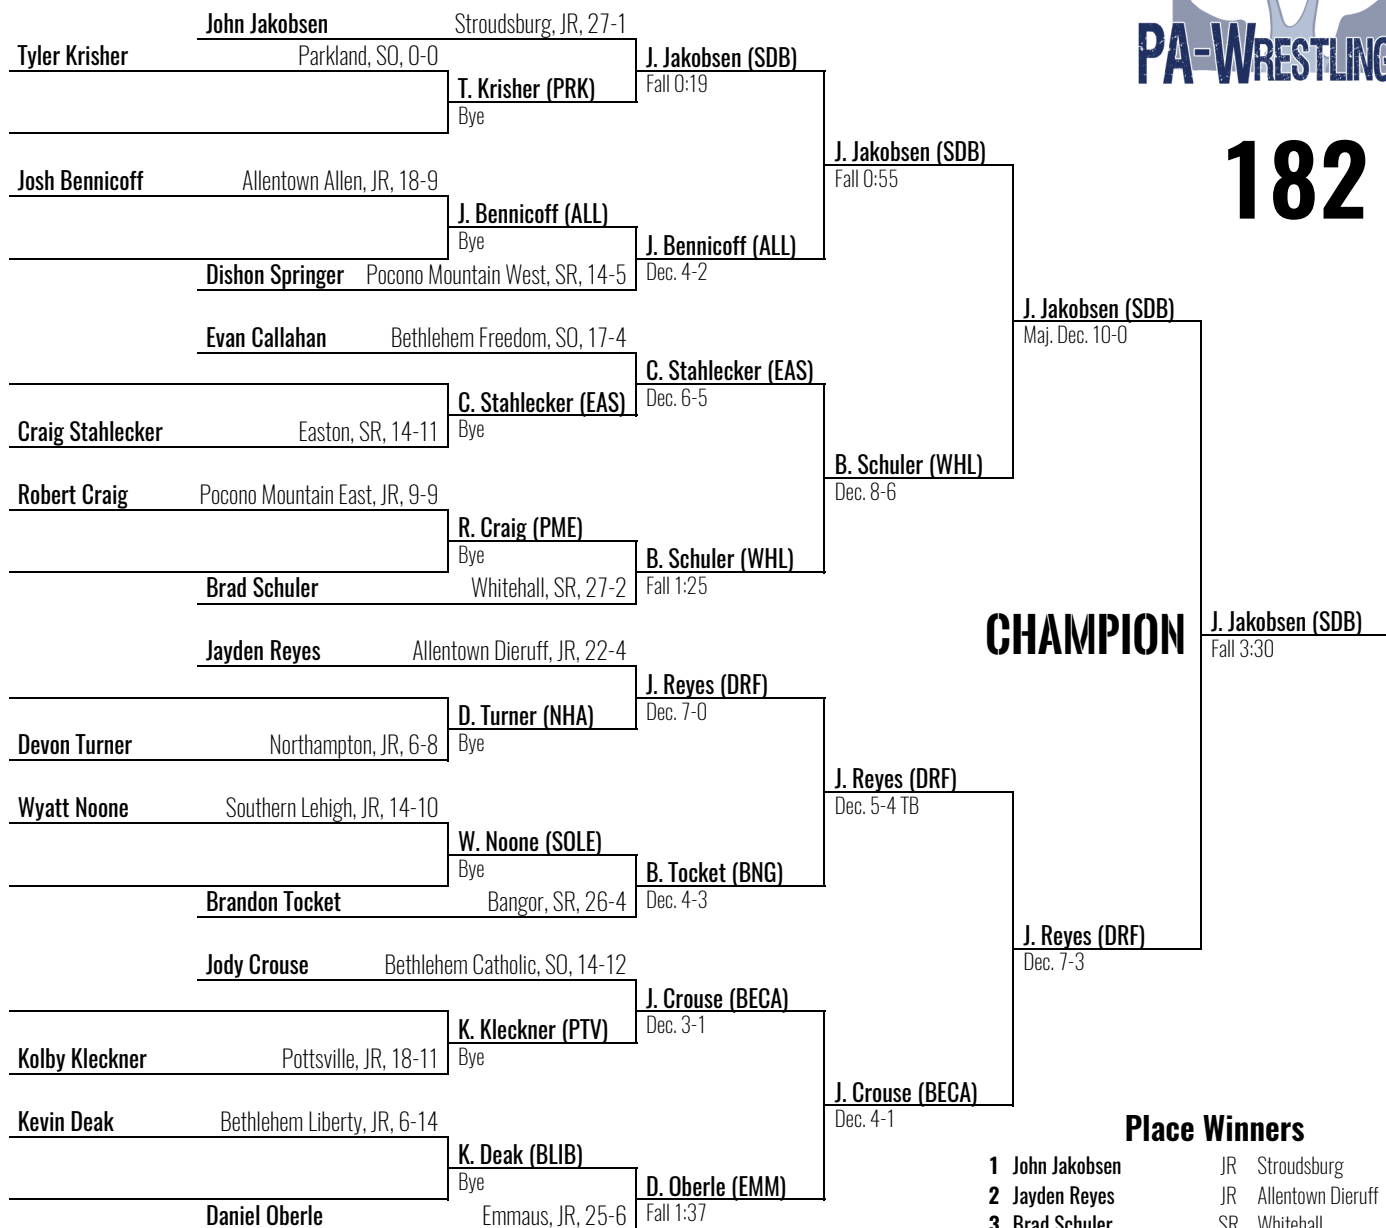 PA-WRESTLING
182
John Jakobsen Stroudsburg, JR, 27-1
Tyler Krisher Parkland, SO, 0-0
J. Jakobsen (SDB)
Fall 0:19
T. Krisher (PRK)
Bye
J. Jakobsen (SDB)
Fall 0:55
Josh Bennicoff Allentown Allen, JR, 18-9
J. Bennicoff (ALL)
Bye
J. Bennicoff (ALL)
Dec. 4-2
Dishon Springer Pocono Mountain West, SR, 14-5
J. Jakobsen (SDB)
Maj. Dec. 10-0
Evan Callahan Bethlehem Freedom, SO, 17-4
C. Stahlecker (EAS)
Dec. 6-5
C. Stahlecker (EAS)
Bye
Craig Stahlecker Easton, SR, 14-11
B. Schuler (WHL)
Dec. 8-6
Robert Craig Pocono Mountain East, JR, 9-9
R. Craig (PME)
Bye
B. Schuler (WHL)
Fall 1:25
Brad Schuler Whitehall, SR, 27-2
CHAMPION
J. Jakobsen (SDB)
Fall 3:30
Jayden Reyes Allentown Dieruff, JR, 22-4
J. Reyes (DRF)
Dec. 7-0
D. Turner (NHA)
Bye
Devon Turner Northampton, JR, 6-8
J. Reyes (DRF)
Dec. 5-4 TB
Wyatt Noone Southern Lehigh, JR, 14-10
W. Noone (SOLE)
Bye
B. Tocket (BNG)
Dec. 4-3
Brandon Tocket Bangor, SR, 26-4
J. Reyes (DRF)
Dec. 7-3
Jody Crouse Bethlehem Catholic, SO, 14-12
J. Crouse (BECA)
Dec. 3-1
K. Kleckner (PTV)
Bye
Kolby Kleckner Pottsville, JR, 18-11
J. Crouse (BECA)
Dec. 4-1
Kevin Deak Bethlehem Liberty, JR, 6-14
K. Deak (BLIB)
Bye
D. Oberle (EMM)
Fall 1:37
Daniel Oberle Emmaus, JR, 25-6
Place Winners
1 John Jakobsen JR Stroudsburg
2 Jayden Reyes JR Allentown Dieruff
3 Brad Schuler SR Whitehall